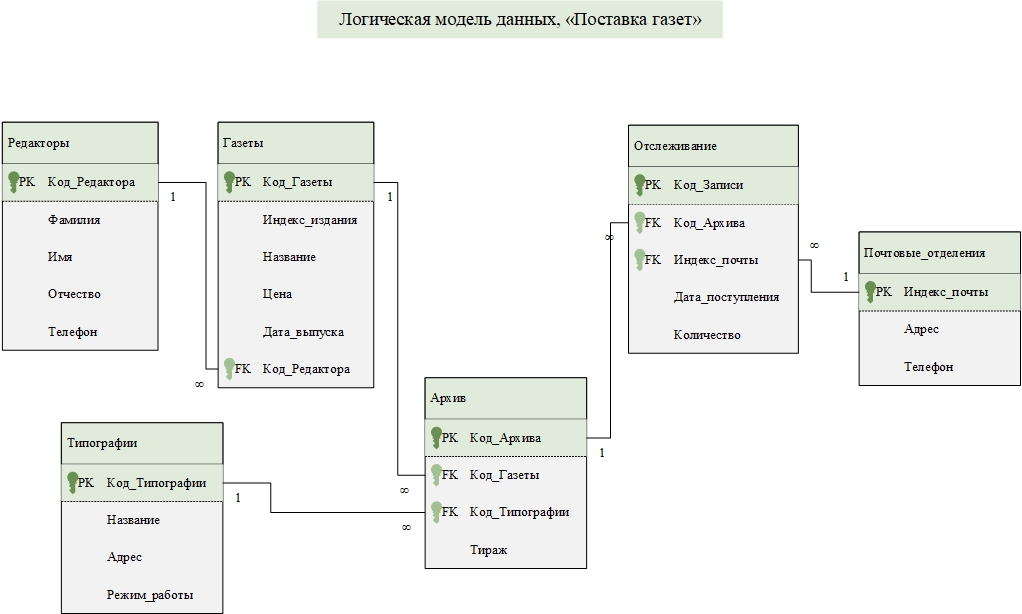 Логическая модель данных, «Поставка газет»
Редакторы
PK Код_Редактора
Фамилия
Имя
Отчество
Телефон
1
∞
Газеты
PK Код_Газеты
Индекс_издания
Название
Цена
Дата_выпуска
FK Код_Редактора
1
∞
Типографии
PK Код_Типографии
Название
Адрес
Режим_работы
1
∞
Архив
PK Код_Архива
FK Код_Газеты
FK Код_Типографии
Тираж
1
∞
Отслеживание
PK Код_Записи
FK Код_Архива
FK Индекс_почты
Дата_поступления
Количество
∞
1
Почтовые_отделения
PK Индекс_почты
Адрес
Телефон